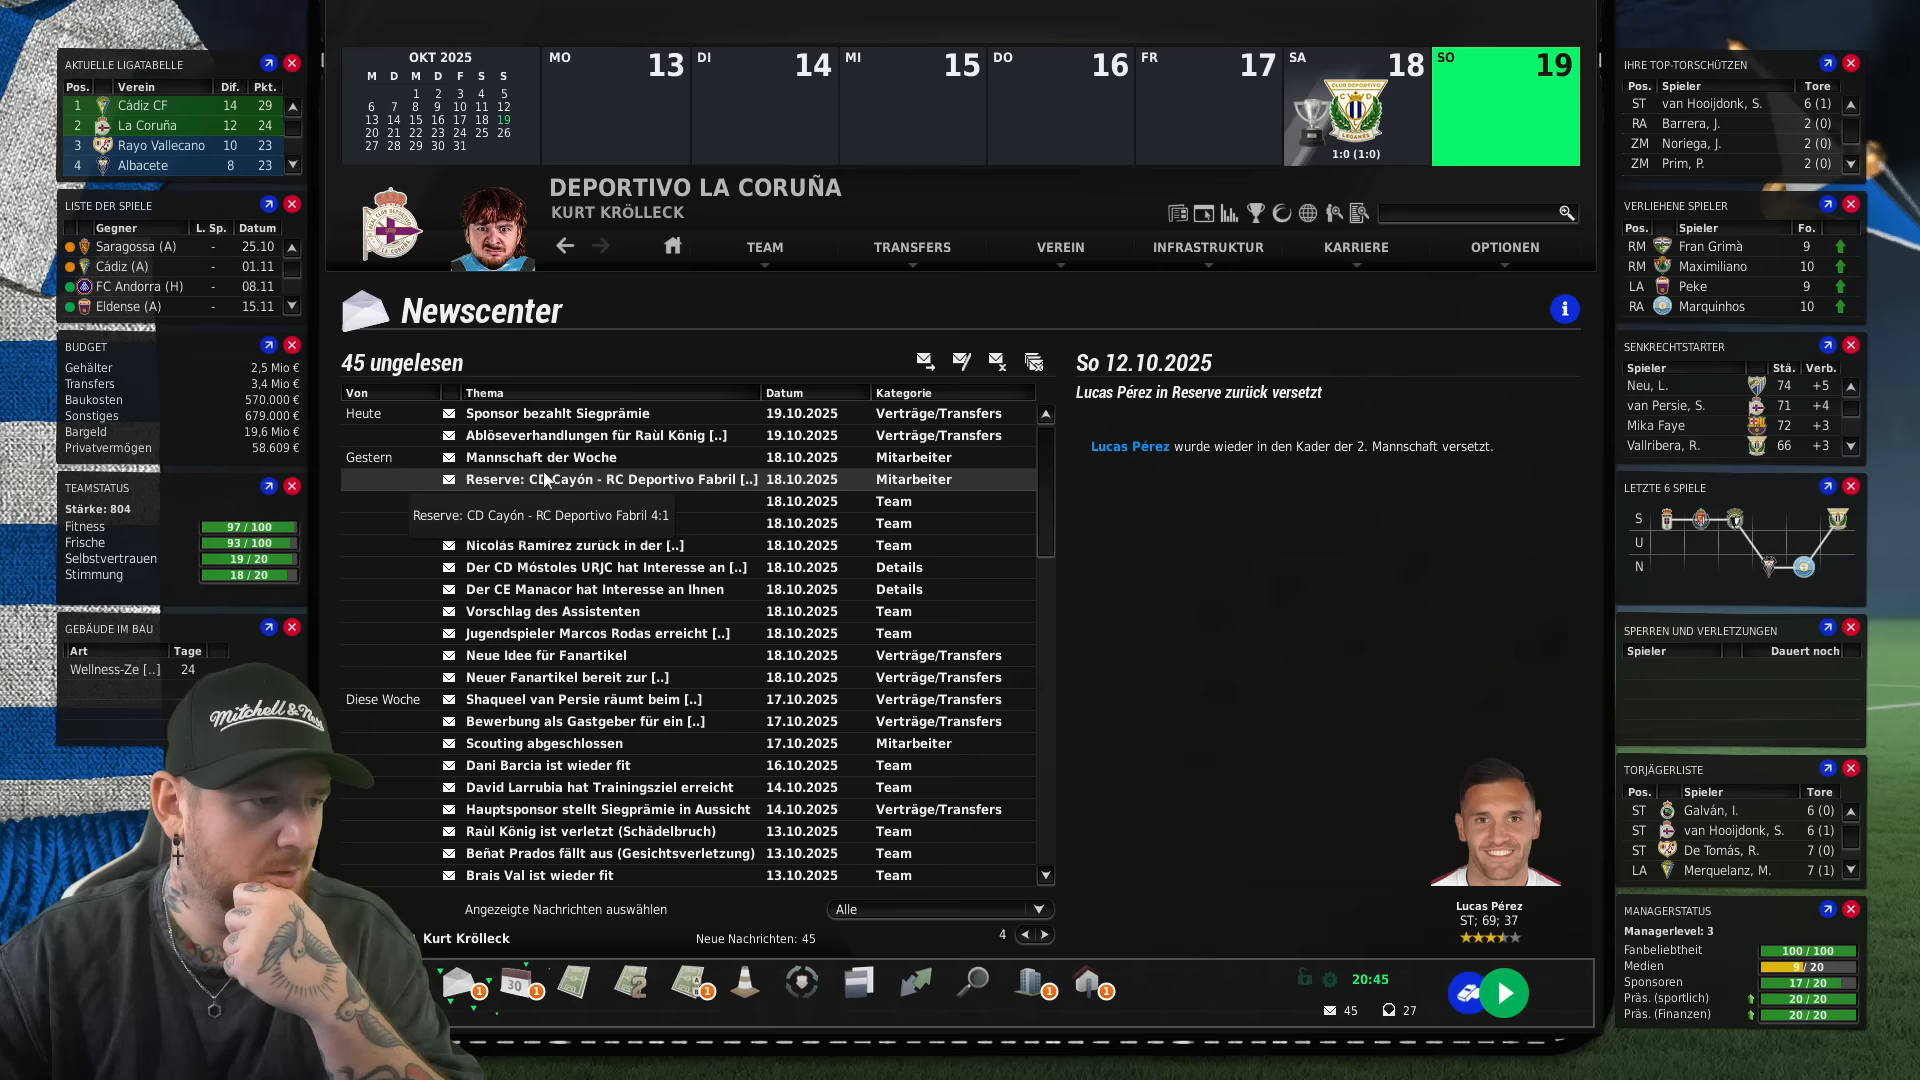 AKTUELLE LIGATABELLE
Pos. Verein Dif. Pkt.
1 Cádiz CF 14 29
2 La Coruña 12 24
3 Rayo Vallecano 10 23
4 Albacete 8 23
LISTE DER SPIELE
Gegner L. Sp. Datum
Saragossa (A) - 25.10
Cádiz (A) - 01.11
FC Andorra (H) - 08.11
Eldense (A) - 15.11
BUDGET
Gehälter 2,5 Mio €
Transfers 3,4 Mio €
Baukosten 570.000 €
Sonstiges 679.000 €
Bargeld 19,6 Mio €
Privatvermögen 58.609 €
TEAMSTATUS
Stärke: 804
Fitness 97 / 100
Frische 93 / 100
Selbstvertrauen 19 / 20
Stimmung 18 / 20
GEBÄUDE IM BAU
Art Tage
Wellness-Ze [..] 24
Mitchell & Ness
OKT 2025
M D M D F S S
1 2 3 4 5
6 7 8 9 10 11 12
13 14 15 16 17 18 19
20 21 22 23 24 25 26
27 28 29 30 31
MO 13 DI 14 MI 15 DO 16 FR 17 SA 18 SO 19
CLUB DEPORTIVO
LEGANÉS
1:0 (1:0)
DEPORTIVO LA CORUÑA
KURT KRÖLLECK
TEAM TRANSFERS VEREIN INFRASTRUKTUR KARRIERE OPTIONEN
Newscenter
45 ungelesen
Von Thema Datum Kategorie
Heute Sponsor bezahlt Siegprämie 19.10.2025 Verträge/Transfers
Ablöseverhandlungen für Raùl König [..] 19.10.2025 Verträge/Transfers
Gestern Mannschaft der Woche 18.10.2025 Mitarbeiter
Reserve: CD Cayón - RC Deportivo Fabril [..] 18.10.2025 Mitarbeiter
18.10.2025 Team
Reserve: CD Cayón - RC Deportivo Fabril 4:1
18.10.2025 Team
Nicolás Ramírez zurück in der [..] 18.10.2025 Team
Der CD Móstoles URJC hat Interesse an [..] 18.10.2025 Details
Der CE Manacor hat Interesse an Ihnen 18.10.2025 Details
Vorschlag des Assistenten 18.10.2025 Team
Jugendspieler Marcos Rodas erreicht [..] 18.10.2025 Team
Neue Idee für Fanartikel 18.10.2025 Verträge/Transfers
Neuer Fanartikel bereit zur [..] 18.10.2025 Verträge/Transfers
Diese Woche Shaqueel van Persie räumt beim [..] 17.10.2025 Verträge/Transfers
Bewerbung als Gastgeber für ein [..] 17.10.2025 Verträge/Transfers
Scouting abgeschlossen 17.10.2025 Mitarbeiter
Dani Barcia ist wieder fit 16.10.2025 Team
David Larrubia hat Trainingsziel erreicht 14.10.2025 Team
Hauptsponsor stellt Siegprämie in Aussicht 14.10.2025 Verträge/Transfers
Raùl König ist verletzt (Schädelbruch) 13.10.2025 Team
Beñat Prados fällt aus (Gesichtsverletzung) 13.10.2025 Team
Brais Val ist wieder fit 13.10.2025 Team
Angezeigte Nachrichten auswählen Alle
Kurt Krölleck Neue Nachrichten: 45 4
So 12.10.2025
Lucas Pérez in Reserve zurück versetzt
Lucas Pérez wurde wieder in den Kader der 2. Mannschaft versetzt.
Lucas Pérez
ST; 69; 37
1 30 1 2 1 1 1
20:45
45 27
IHRE TOP-TORSCHÜTZEN
Pos. Spieler Tore
ST van Hooijdonk, S. 6 (1)
RA Barrera, J. 2 (0)
ZM Noriega, J. 2 (0)
ZM Prim, P. 2 (0)
VERLIEHENE SPIELER
Pos. Spieler Fo.
RM Fran Grimà 9
RM Maximiliano 10
LA Peke 9
RA Marquinhos 10
SENKRECHTSTARTER
Spieler Stä. Verb.
Neu, L. 74 +5
van Persie, S. 71 +4
Mika Faye 72 +3
Vallribera, R. 66 +3
LETZTE 6 SPIELE
S
U
N
SPERREN UND VERLETZUNGEN
Spieler Dauert noch
TORJÄGERLISTE
Pos. Spieler Tore
ST Galván, I. 6 (0)
ST van Hooijdonk, S. 6 (1)
ST De Tomás, R. 7 (0)
LA Merquelanz, M. 7 (1)
MANAGERSTATUS
Managerlevel: 3
Fanbeliebtheit 100 / 100
Medien 9 / 20
Sponsoren 17 / 20
Präs. (sportlich) 20 / 20
Präs. (Finanzen) 20 / 20